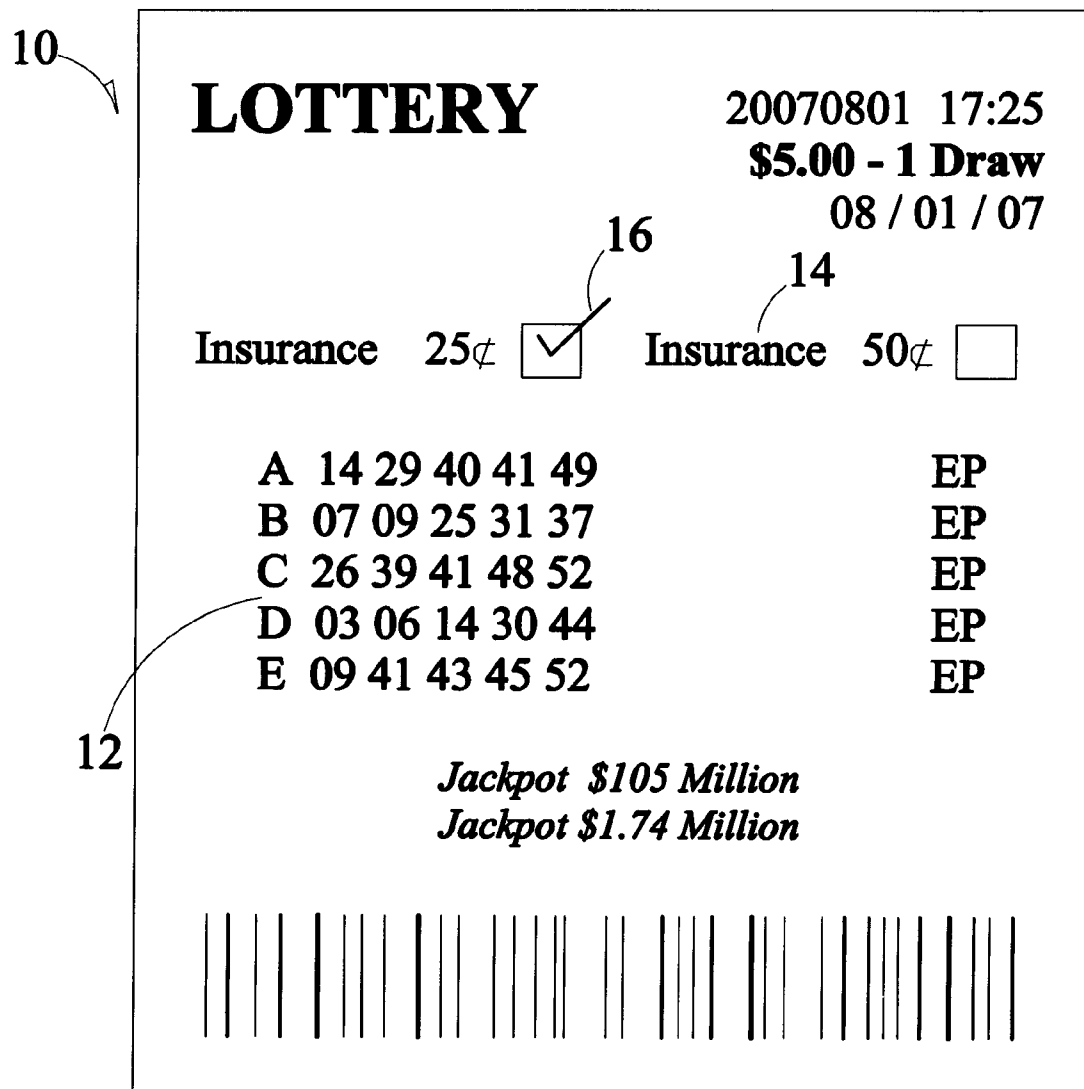 10
LOTTERY 20070801 17:25
$5.00 - 1 Draw
08 / 01 / 07
16
14
Insurance 25¢ Insurance 50¢
A 14 29 40 41 49 EP
B 07 09 25 31 37 EP
C 26 39 41 48 52 EP
D 03 06 14 30 44 EP
E 09 41 43 45 52 EP
12
Jackpot $105 Million
Jackpot $1.74 Million